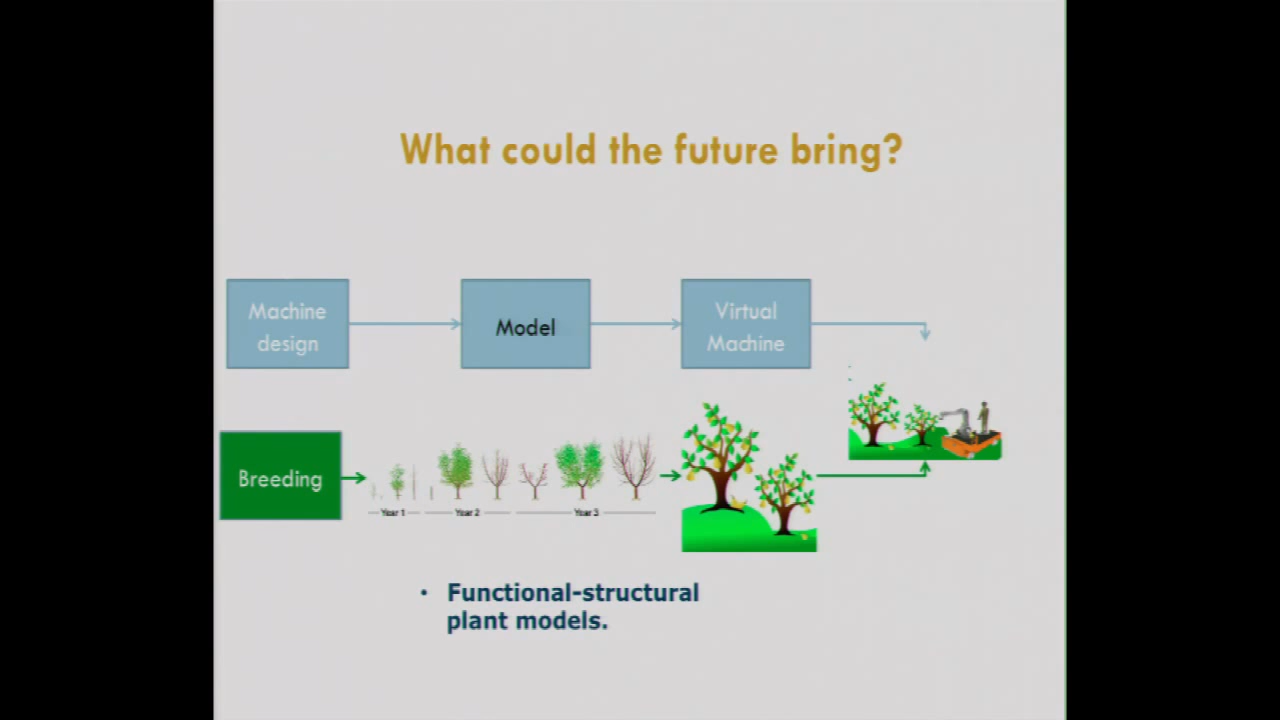 What could the future bring?
Machine
design
Model
Virtual
Machine
Breeding
Year 1
Year 2
Year 3
• Functional-structural
plant models.